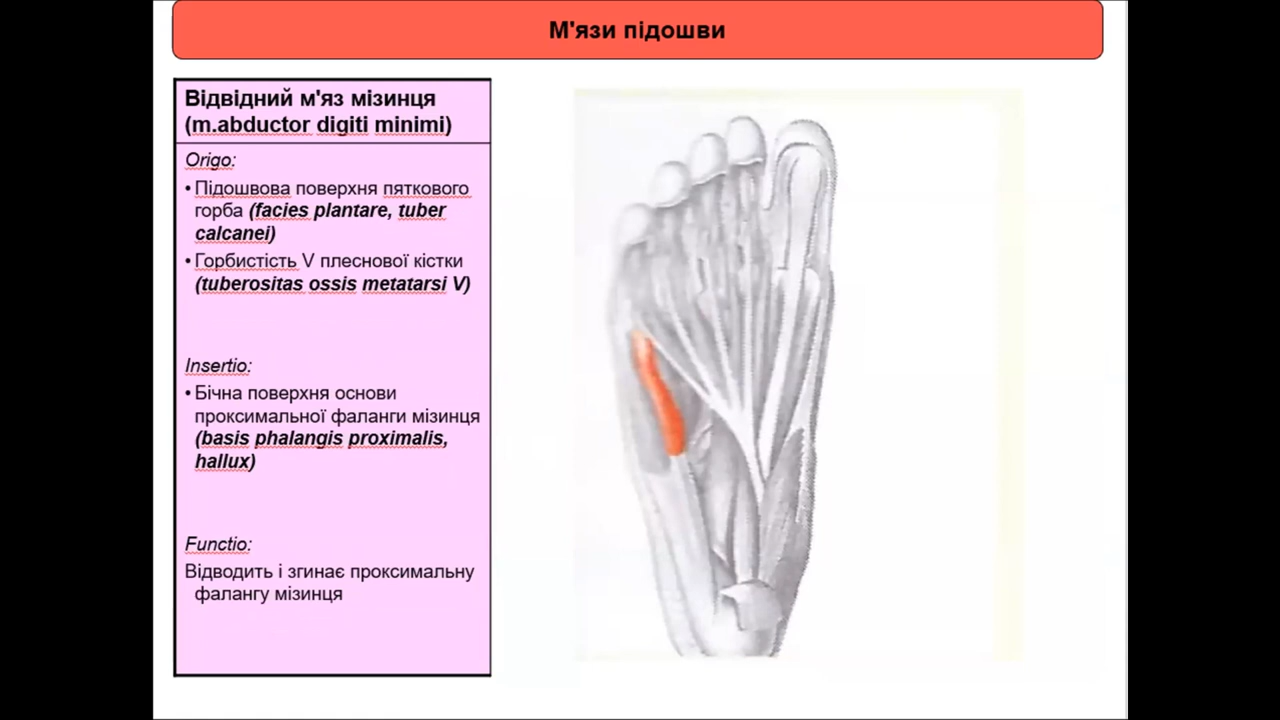 М'язи підошви
Відвідний м'яз мізинця
(m.abductor digiti minimi)
Origo:
• Підошвова поверхня пяткового
горба (facies plantare, tuber
calcanei)
• Горбистість V плеснової кістки
(tuberositas ossis metatarsi V)
Insertio:
• Бічна поверхня основи
проксимальної фаланги мізинця
(basis phalangis proximalis,
hallux)
Functio:
Відводить і згинає проксимальну
фалангу мізинця